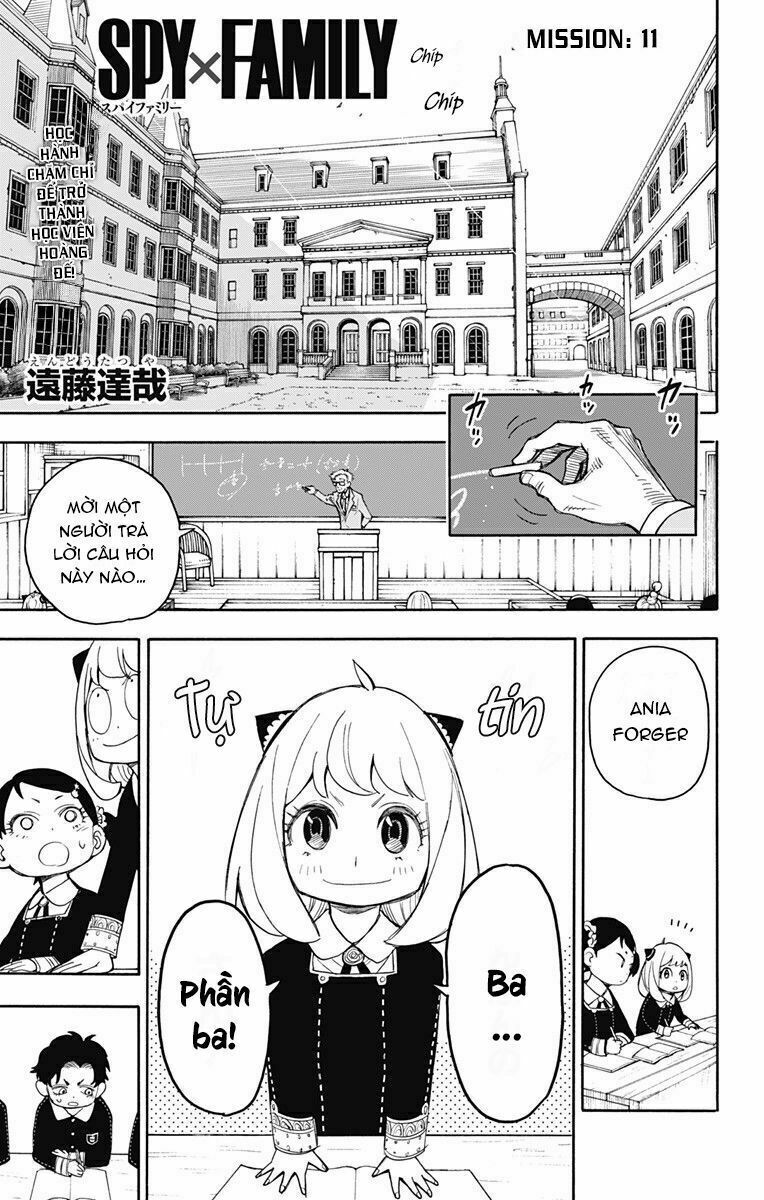 SPY×FAMILY
スパイファミリー
MISSION: 11
Chíp
Chíp
HỌC
HÀNH
CHĂM CHỈ
ĐỂ TRỞ
THÀNH
HỌC VIÊN
HOÀNG
ĐẾ!
えんどうたつや
遠藤達哉
カッ
カッ
MỜI MỘT
NGƯỜI TRẢ
LỜI CÂU HỎI
NÀY NÀO...
ANIA
FORGER
Tự tin
Ba
...
Phần
ba!